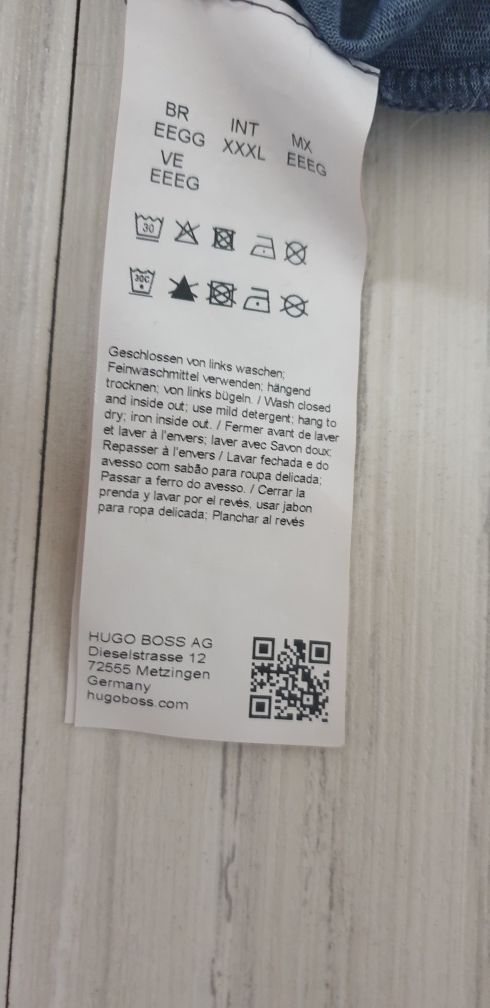 BR
EEGG
INT
XXXL
MX
EEEG
VE
EEEG
30
30C
Geschlossen von links waschen;
Feinwaschmittel verwenden; hängend
trocknen; von links bügeln. / Wash closed
and inside out; use mild detergent; hang to
dry; iron inside out. / Fermer avant de laver
et laver à l'envers; laver avec Savon doux;
Repasser à l'envers / Lavar fechada e do
avesso com sabão para roupa delicada;
Passar a ferro do avesso. / Cerrar la
prenda y lavar por el revés, usar jabon
para ropa delicada; Planchar al revés
HUGO BOSS AG
Dieselstrasse 12
72555 Metzingen
Germany
hugoboss.com